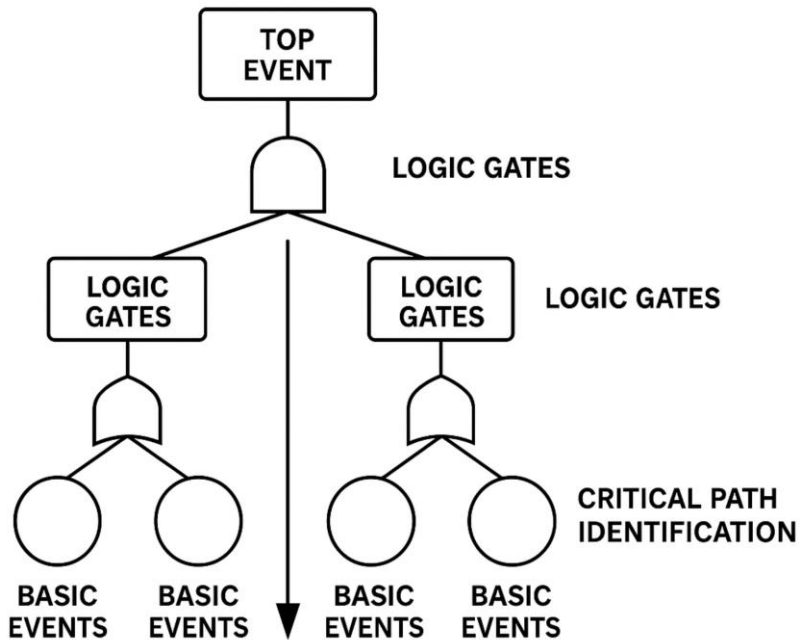 TOP
EVENT
LOGIC GATES
LOGIC
GATES
LOGIC
GATES
LOGIC GATES
CRITICAL PATH
IDENTIFICATION
BASIC
EVENTS
BASIC
EVENTS
BASIC
EVENTS
BASIC
EVENTS